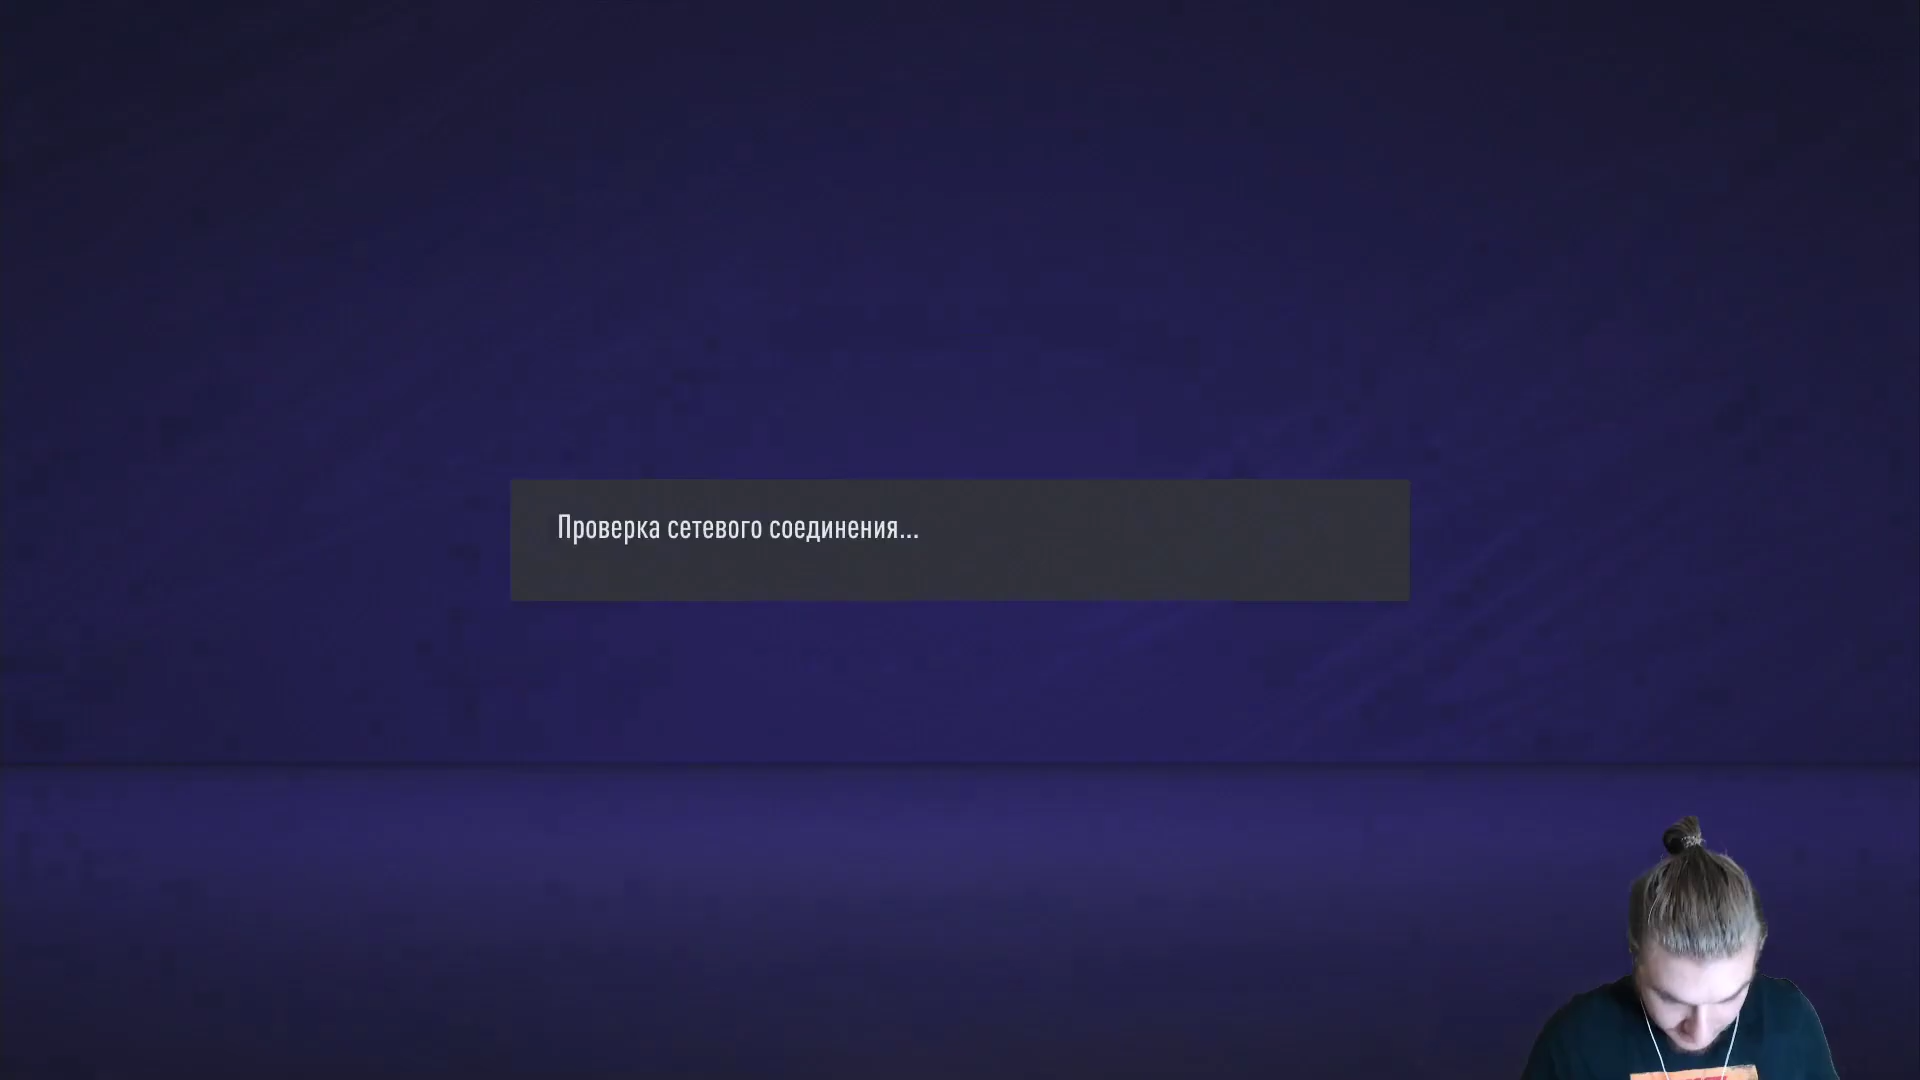 Проверка сетевого соединения...